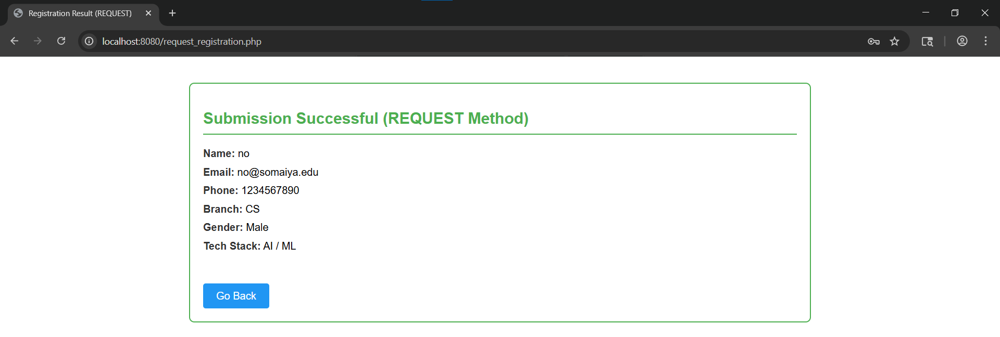 Registration Result (REQUEST)
localhost:8080/request_registration.php
Submission Successful (REQUEST Method)
Name: no
Email: no@somaiya.edu
Phone: 1234567890
Branch: CS
Gender: Male
Tech Stack: AI / ML
Go Back